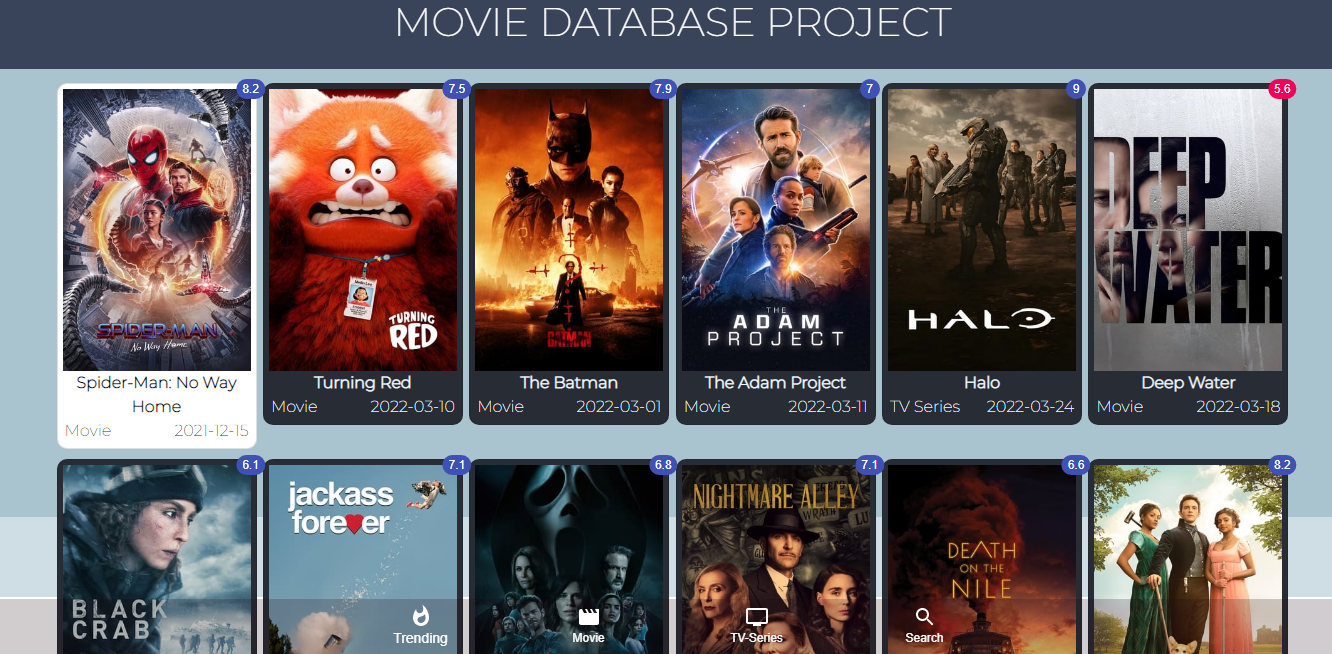 MOVIE DATABASE PROJECT
8.2
7.5
7.9
7
9
5.6
SPIDER-MAN
No Way Home
TURNING
RED
THE
BATMAN
THE
ADAM
PROJECT
HALO
DEEP
WATER
Spider-Man: No Way
Home
Movie 2021-12-15
Turning Red
Movie 2022-03-10
The Batman
Movie 2022-03-01
The Adam Project
Movie 2022-03-11
Halo
TV Series 2022-03-24
Deep Water
Movie 2022-03-18
6.1
7.1
6.8
7.1
6.6
8.2
BLACK
CRAB
jackass
forever
NIGHTMARE ALLEY
DEATH
ON THE
NILE
Trending
Movie
TV-Series
Search